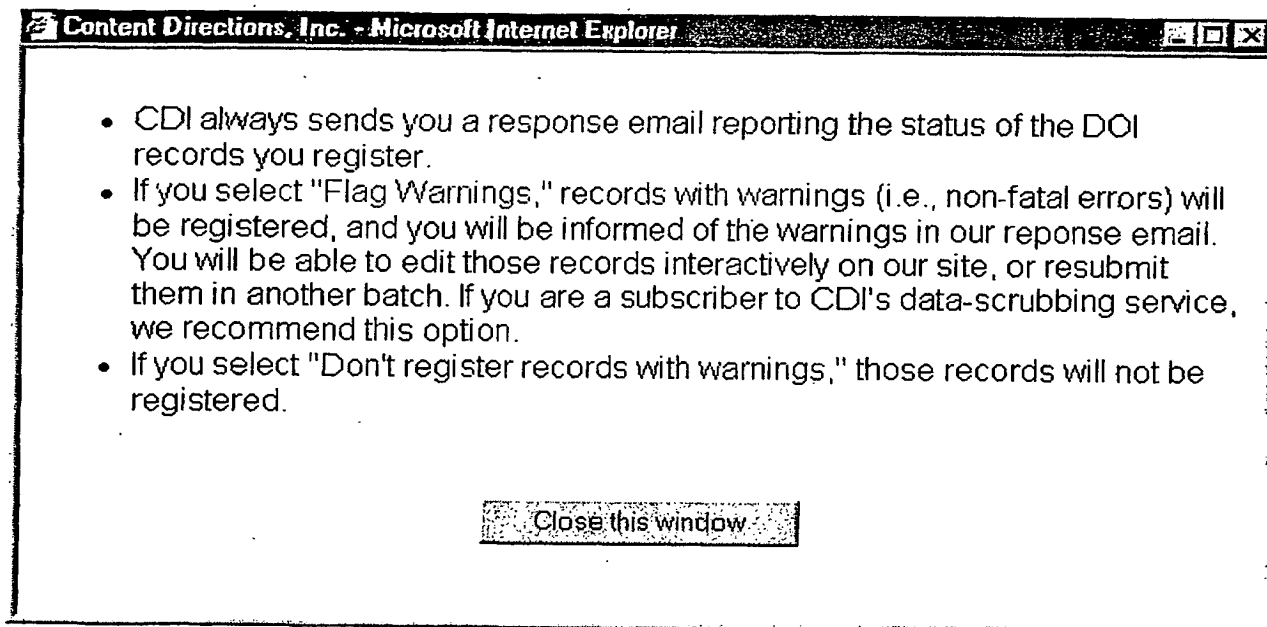 Content Directions, Inc. - Microsoft Internet Explorer
• CDI always sends you a response email reporting the status of the DOI
records you register.
• If you select "Flag Warnings," records with warnings (i.e., non-fatal errors) will
be registered, and you will be informed of the warnings in our reponse email.
You will be able to edit those records interactively on our site, or resubmit
them in another batch. If you are a subscriber to CDI's data-scrubbing service,
we recommend this option.
• If you select "Don't register records with warnings," those records will not be
registered.
Close this window